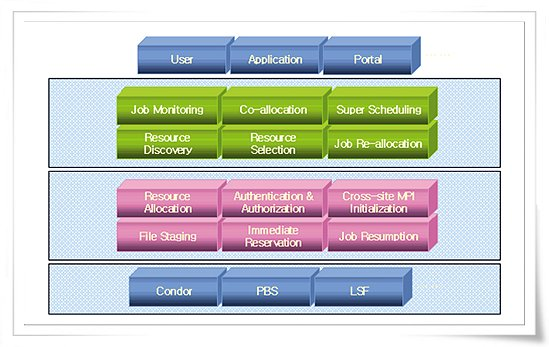 User Application Portal
Job Monitoring Co-allocation Super Scheduling
Resource Discovery Resource Selection Job Re-allocation
Resource Allocation Authentication & Authorization Cross-site MPI Initialization
File Staging Immediate Reservation Job Resumption
Condor PBS LSF